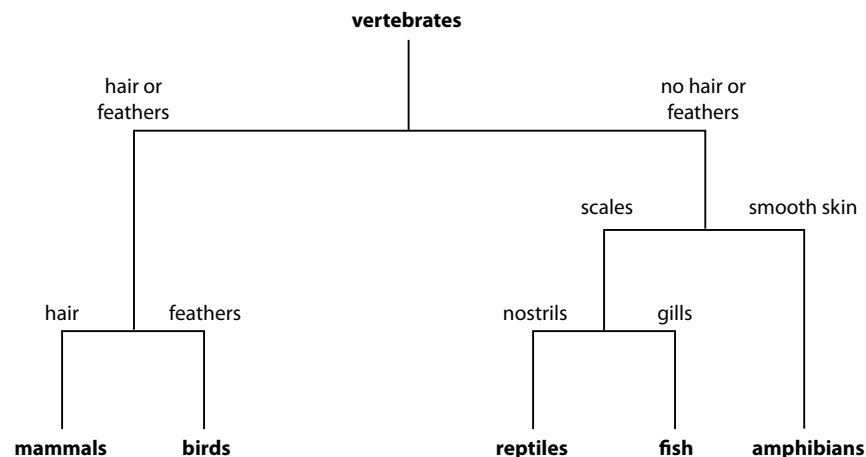 vertebrates
hair or
feathers
no hair or
feathers
scales
smooth skin
hair
feathers
nostrils
gills
mammals
birds
reptiles
fish
amphibians